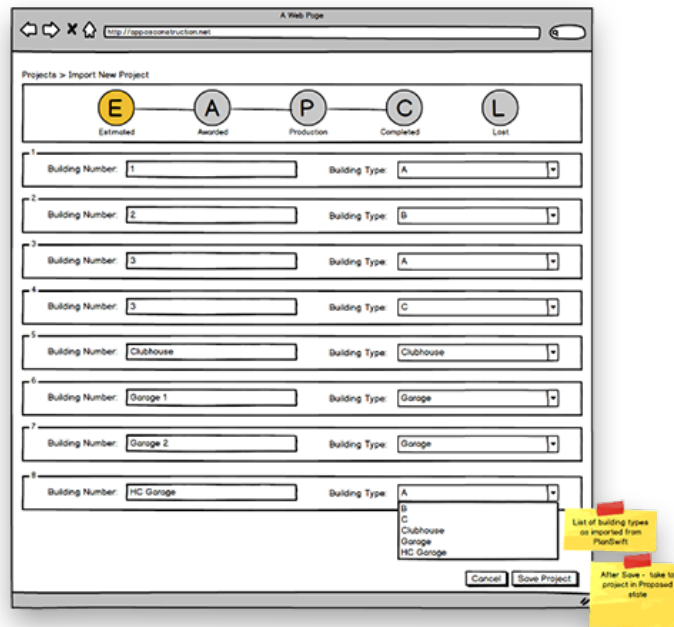 A Web Page
http://apposconstruction.net
Projects > Import New Project
E A P C L
Estimated Awarded Production Completed Lost
1
Building Number: 1 Building Type: A
2
Building Number: 2 Building Type: B
3
Building Number: 3 Building Type: A
4
Building Number: 3 Building Type: C
5
Building Number: Clubhouse Building Type: Clubhouse
6
Building Number: Garage 1 Building Type: Garage
7
Building Number: Garage 2 Building Type: Garage
8
Building Number: HC Garage Building Type: A
B
C
Clubhouse
Garage
HC Garage
List of building types
as imported from
PlanSwift
Cancel Save Project
After Save - take to
project in Proposed
state